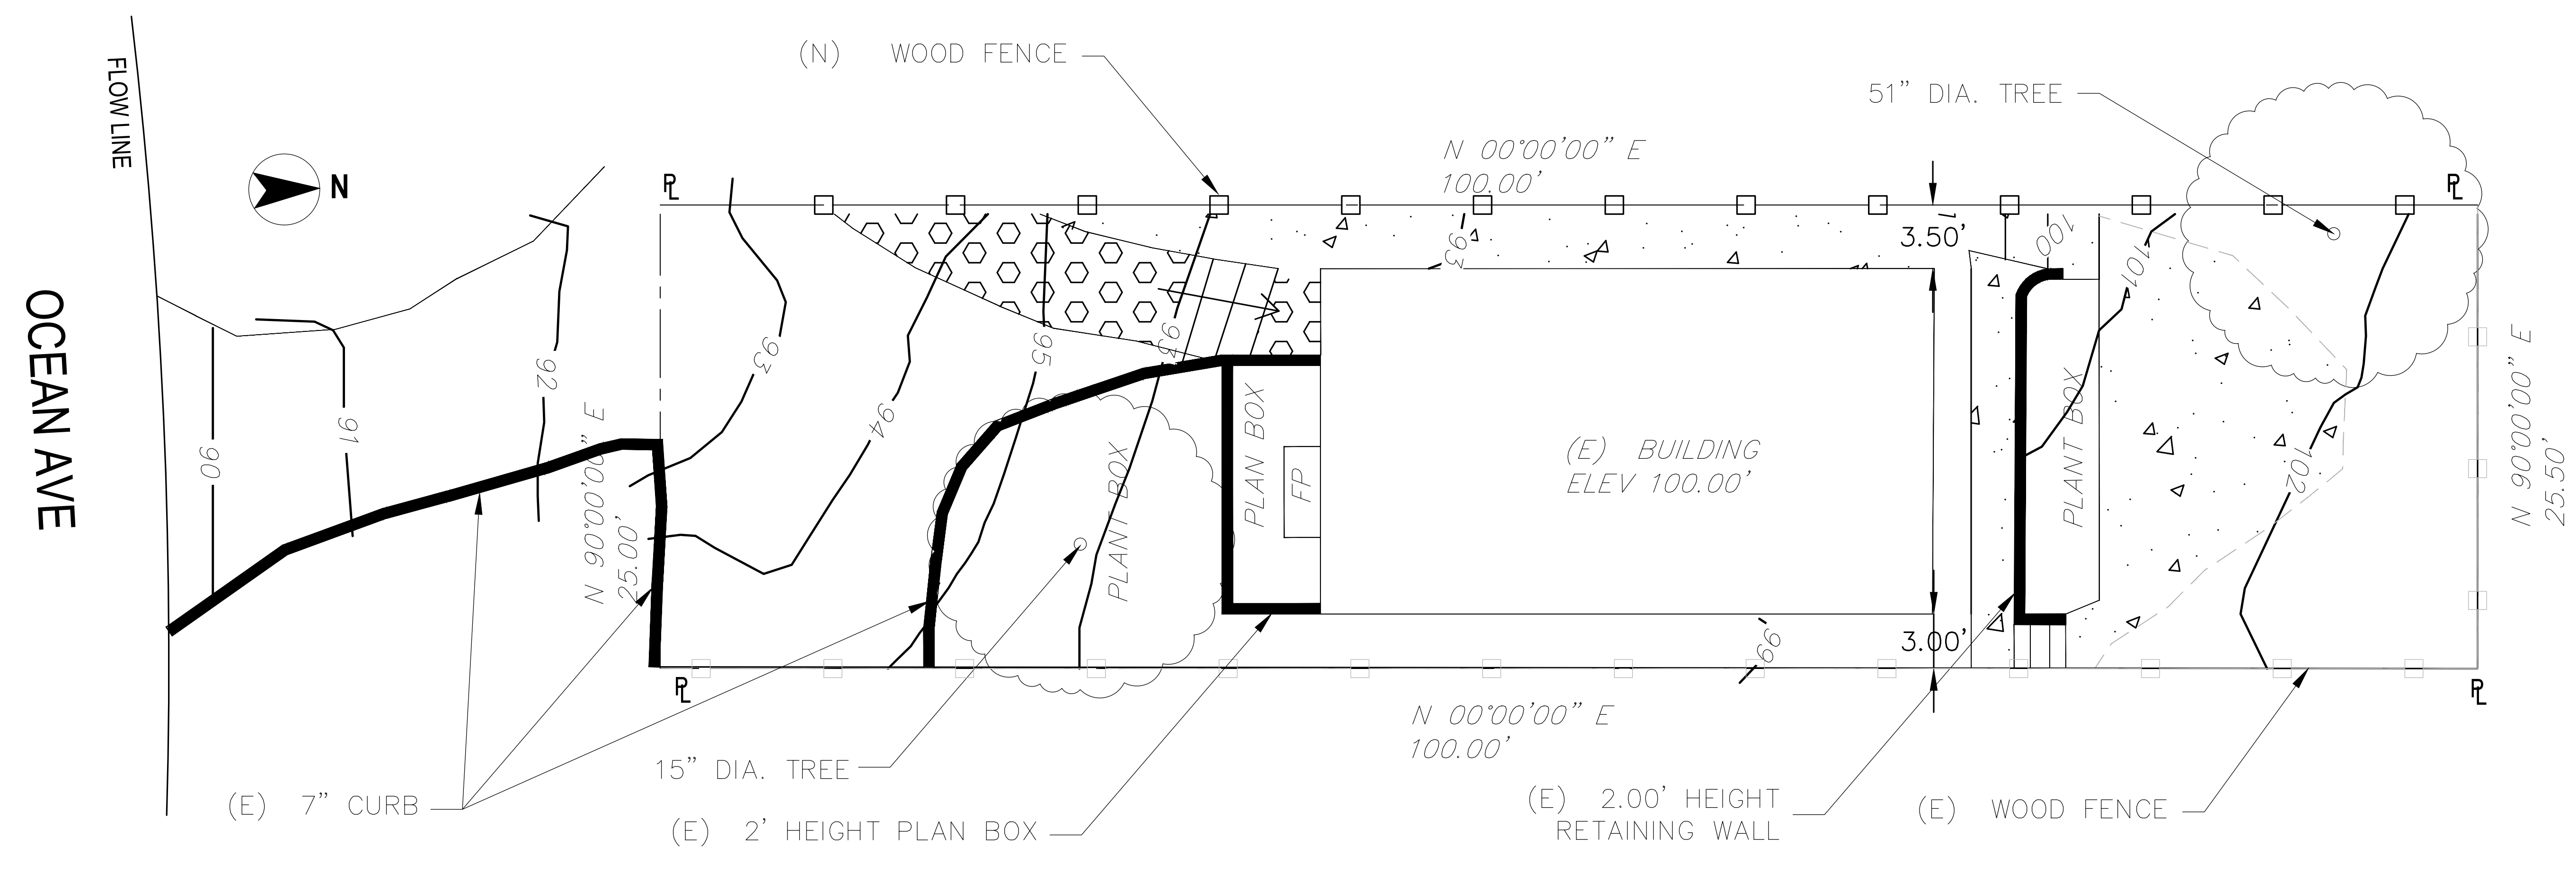 (N) WOOD FENCE
51" DIA. TREE
FLOW LINE
N
N 00°00'00" E
100.00'
PL
PL
3.50'
93
100
101
OCEAN AVE
90
91
92
93
94
95
93
N 90°00'00" E
25.00'
PLANT BOX
PLAN BOX
FP
(E) BUILDING
ELEV 100.00'
PLANT BOX
102
N 90°00'00" E
25.50'
99
3.00'
PL
PL
N 00°00'00" E
100.00'
15" DIA. TREE
(E) 7" CURB
(E) 2' HEIGHT PLAN BOX
(E) 2.00' HEIGHT
RETAINING WALL
(E) WOOD FENCE